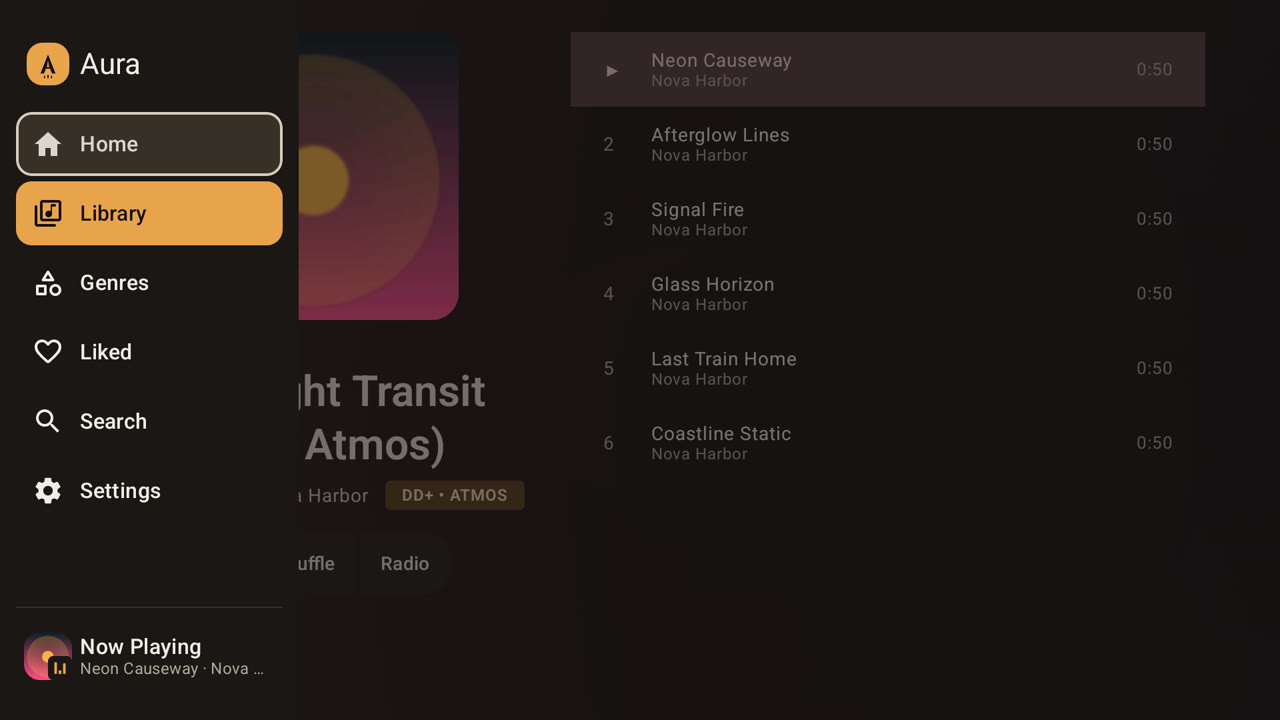 Aura
Home
Library
Genres
Liked
Search
Settings
Now Playing
Neon Causeway · Nova ...
ht Transit
Atmos)
Harbor
DD+ • ATMOS
uffle
Radio
Neon Causeway
Nova Harbor
0:50
2
Afterglow Lines
Nova Harbor
0:50
3
Signal Fire
Nova Harbor
0:50
4
Glass Horizon
Nova Harbor
0:50
5
Last Train Home
Nova Harbor
0:50
6
Coastline Static
Nova Harbor
0:50